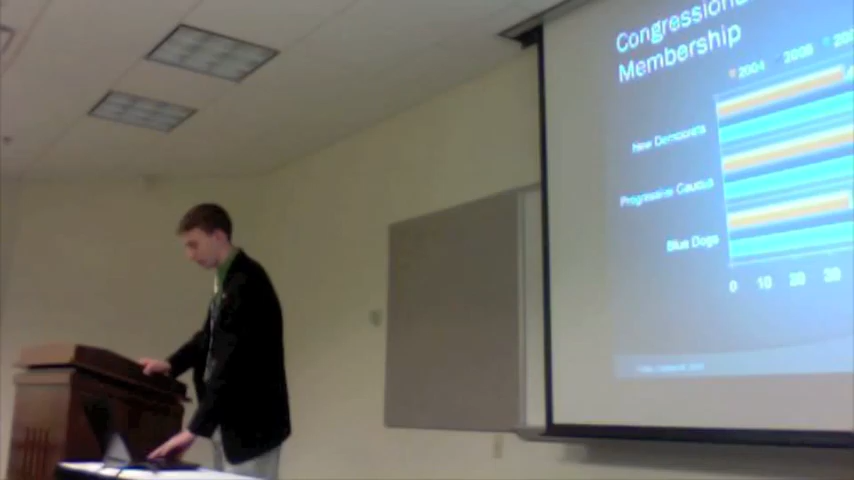 Congressional
Membership
2004 2008
New Democrats
Progressive Caucus
Blue Dogs
0 10 20 30